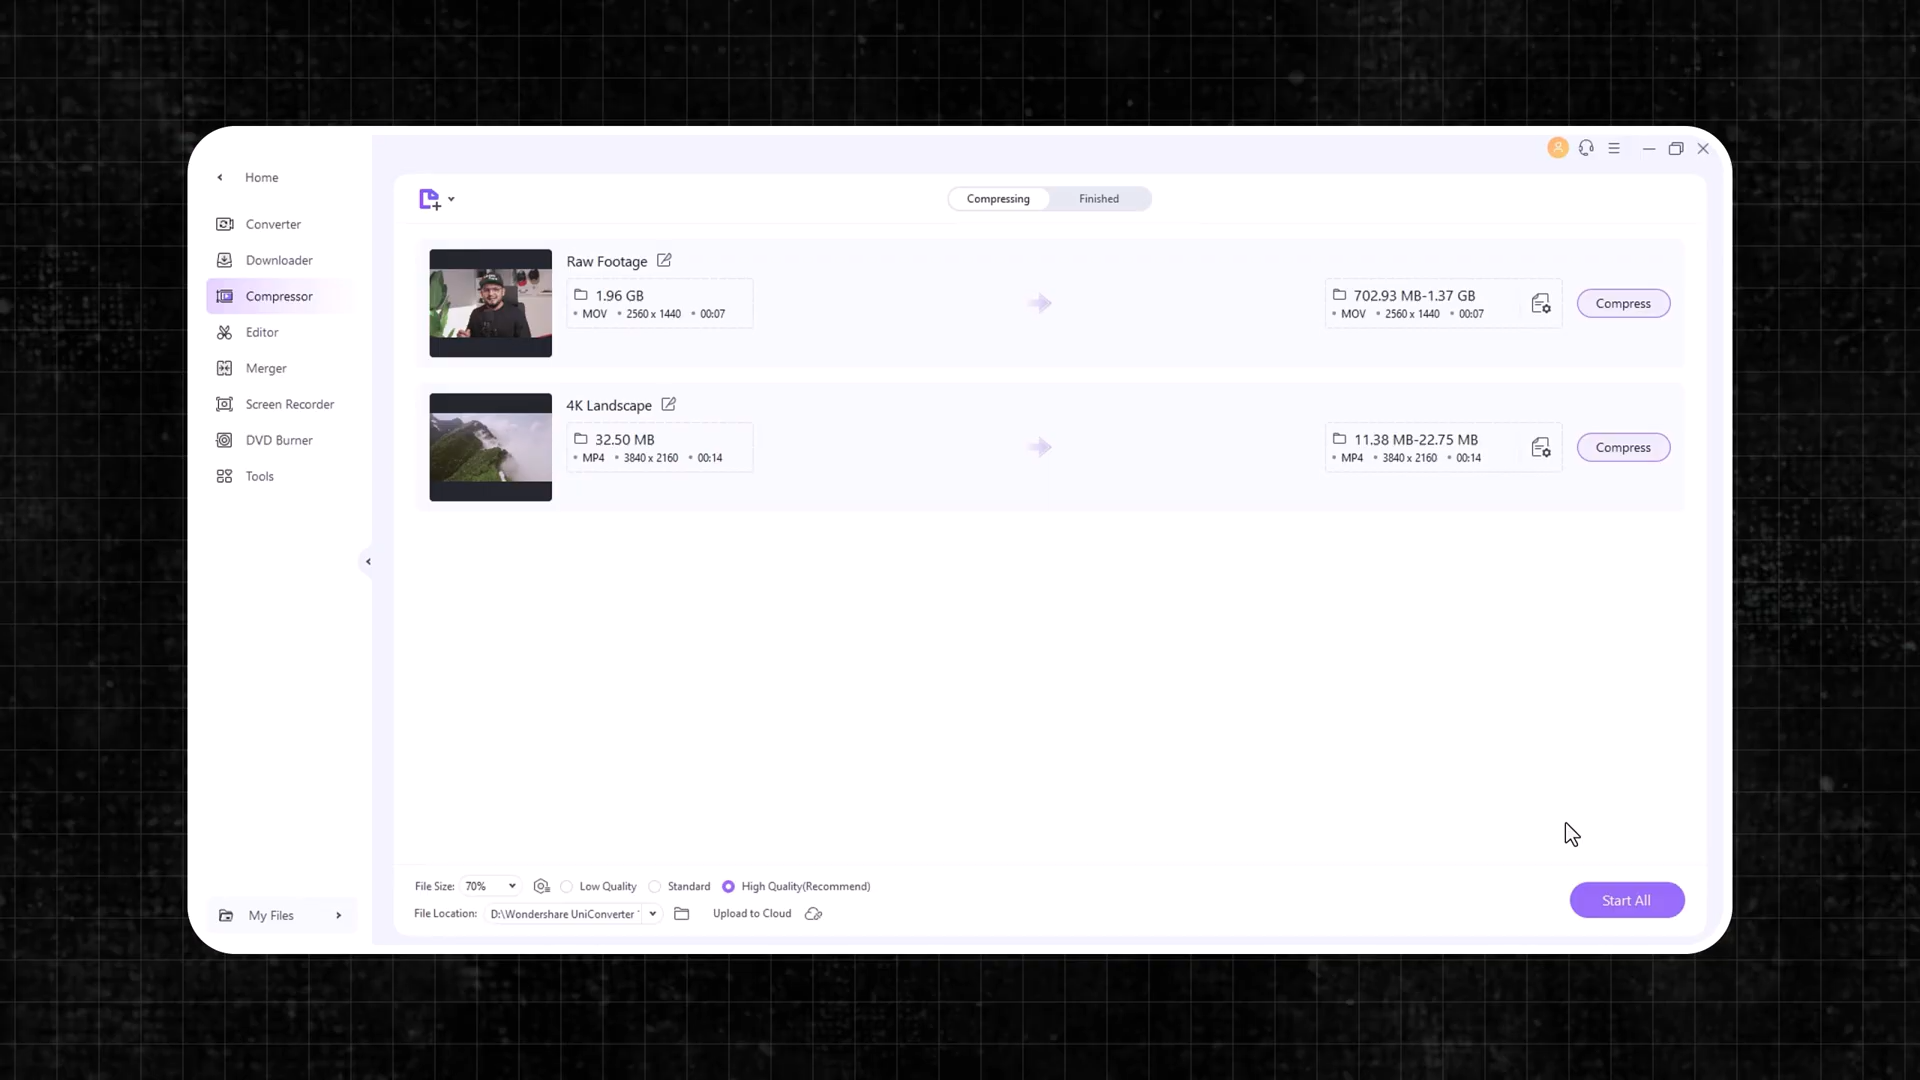 Home
Converter
Downloader
Compressor
Editor
Merger
Screen Recorder
DVD Burner
Tools
My Files
Compressing
Finished
Raw Footage
1.96 GB
MOV • 2560 x 1440 • 00:07
702.93 MB-1.37 GB
MOV • 2560 x 1440 • 00:07
Compress
4K Landscape
32.50 MB
MP4 • 3840 x 2160 • 00:14
11.38 MB-22.75 MB
MP4 • 3840 x 2160 • 00:14
Compress
File Size: 70% Low Quality Standard High Quality(Recommend)
File Location: D:\Wondershare UniConverter Upload to Cloud
Start All